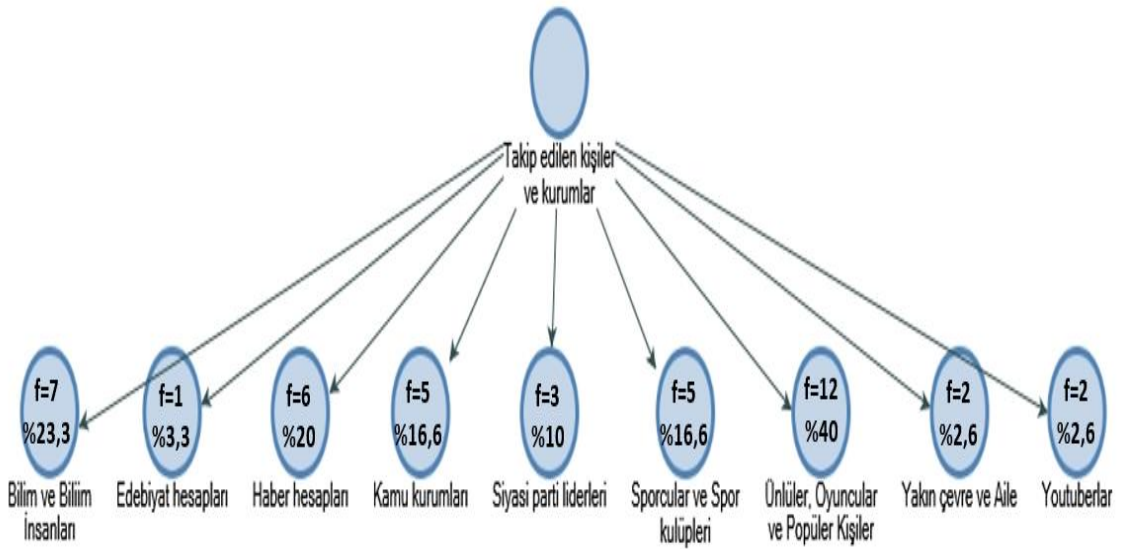 Takip edilen kişiler
ve kurumlar
f=7
%23,3
Bilim ve Biliim
İnsanları
f=1
%3,3
Edebiyat hesapları
f=6
%20
Haber hesapları
f=5
%16,6
Kamu kurumları
f=3
%10
Siyasi parti liderleri
f=5
%16,6
Sporcular ve Spor
kulüpleri
f=12
%40
Ünlüler, Oyuncular
ve Popüler Kişiler
f=2
%2,6
Yakın çevre ve Aile
f=2
%2,6
Youtuberlar